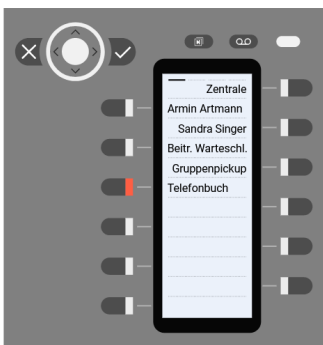 Zentrale
Armin Artmann
Sandra Singer
Beitr. Warteschl.
Gruppenpickup
Telefonbuch